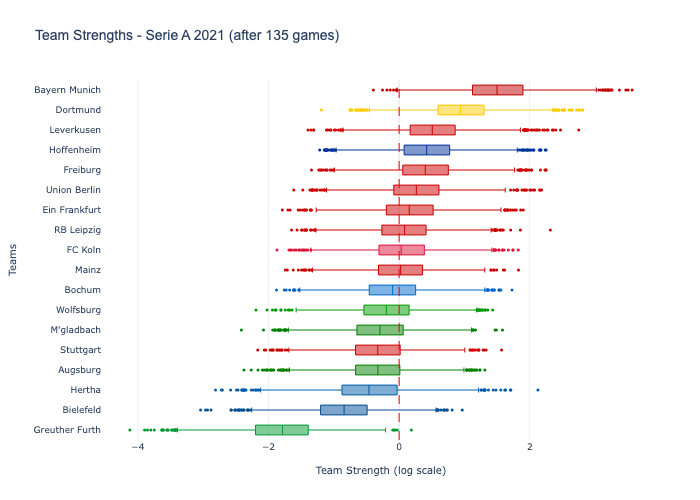 Team Strengths - Serie A 2021 (after 135 games)
Bayern Munich
Dortmund
Leverkusen
Hoffenheim
Freiburg
Union Berlin
Ein Frankfurt
RB Leipzig
FC Koln
Mainz
Bochum
Wolfsburg
M'gladbach
Stuttgart
Augsburg
Hertha
Bielefeld
Greuther Furth
Teams
−4 −2 0 2
Team Strength (log scale)